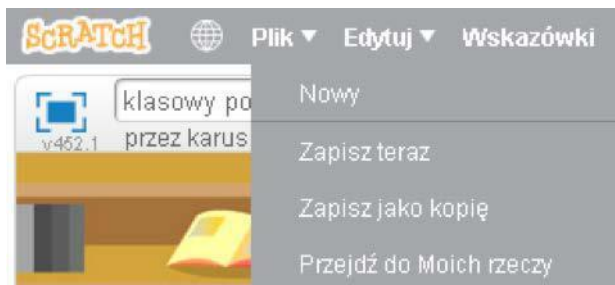 SCRATCH Plik ▼ Edytuj ▼ Wskazówki
klasowy po
v452.1 przez karus
Nowy
Zapisz teraz
Zapisz jako kopię
Przejdź do Moich rzeczy